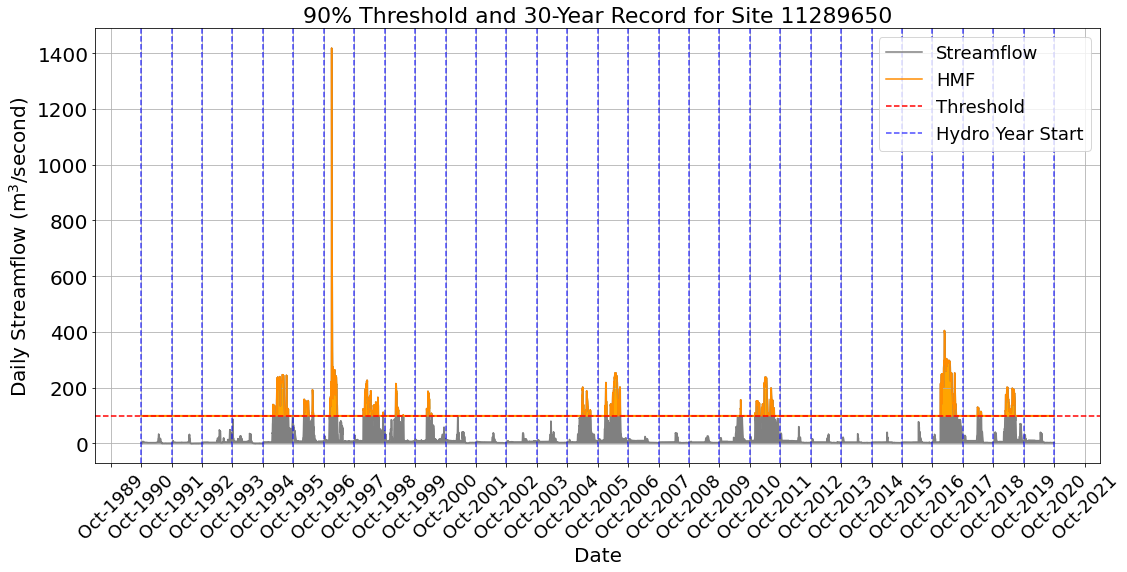 90% Threshold and 30-Year Record for Site 11289650
Daily Streamflow (m³/second)
1400
1200
1000
800
600
400
200
0
Streamflow
HMF
Threshold
Hydro Year Start
Oct-1989
Oct-1990
Oct-1991
Oct-1992
Oct-1993
Oct-1994
Oct-1995
Oct-1996
Oct-1997
Oct-1998
Oct-1999
Oct-2000
Oct-2001
Oct-2002
Oct-2003
Oct-2004
Oct-2005
Oct-2006
Oct-2007
Oct-2008
Oct-2009
Oct-2010
Oct-2011
Oct-2012
Oct-2013
Oct-2014
Oct-2015
Oct-2016
Oct-2017
Oct-2018
Oct-2019
Oct-2020
Oct-2021
Date